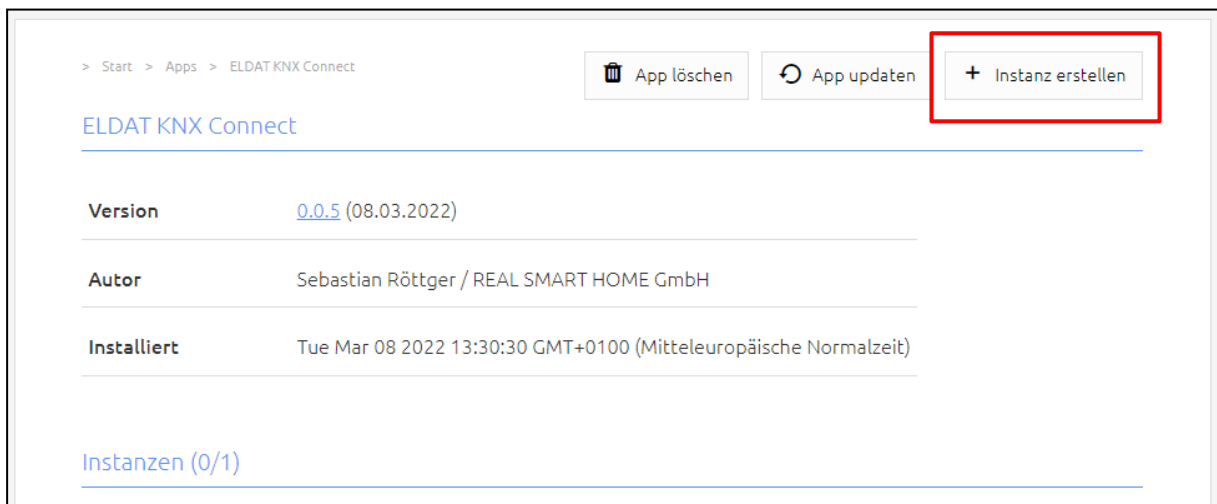 > Start > Apps > ELDAT KNX Connect
App löschen
App updaten
+ Instanz erstellen
ELDAT KNX Connect
Version 0.0.5 (08.03.2022)
Autor Sebastian Röttger / REAL SMART HOME GmbH
Installiert Tue Mar 08 2022 13:30:30 GMT+0100 (Mitteleuropäische Normalzeit)
Instanzen (0/1)